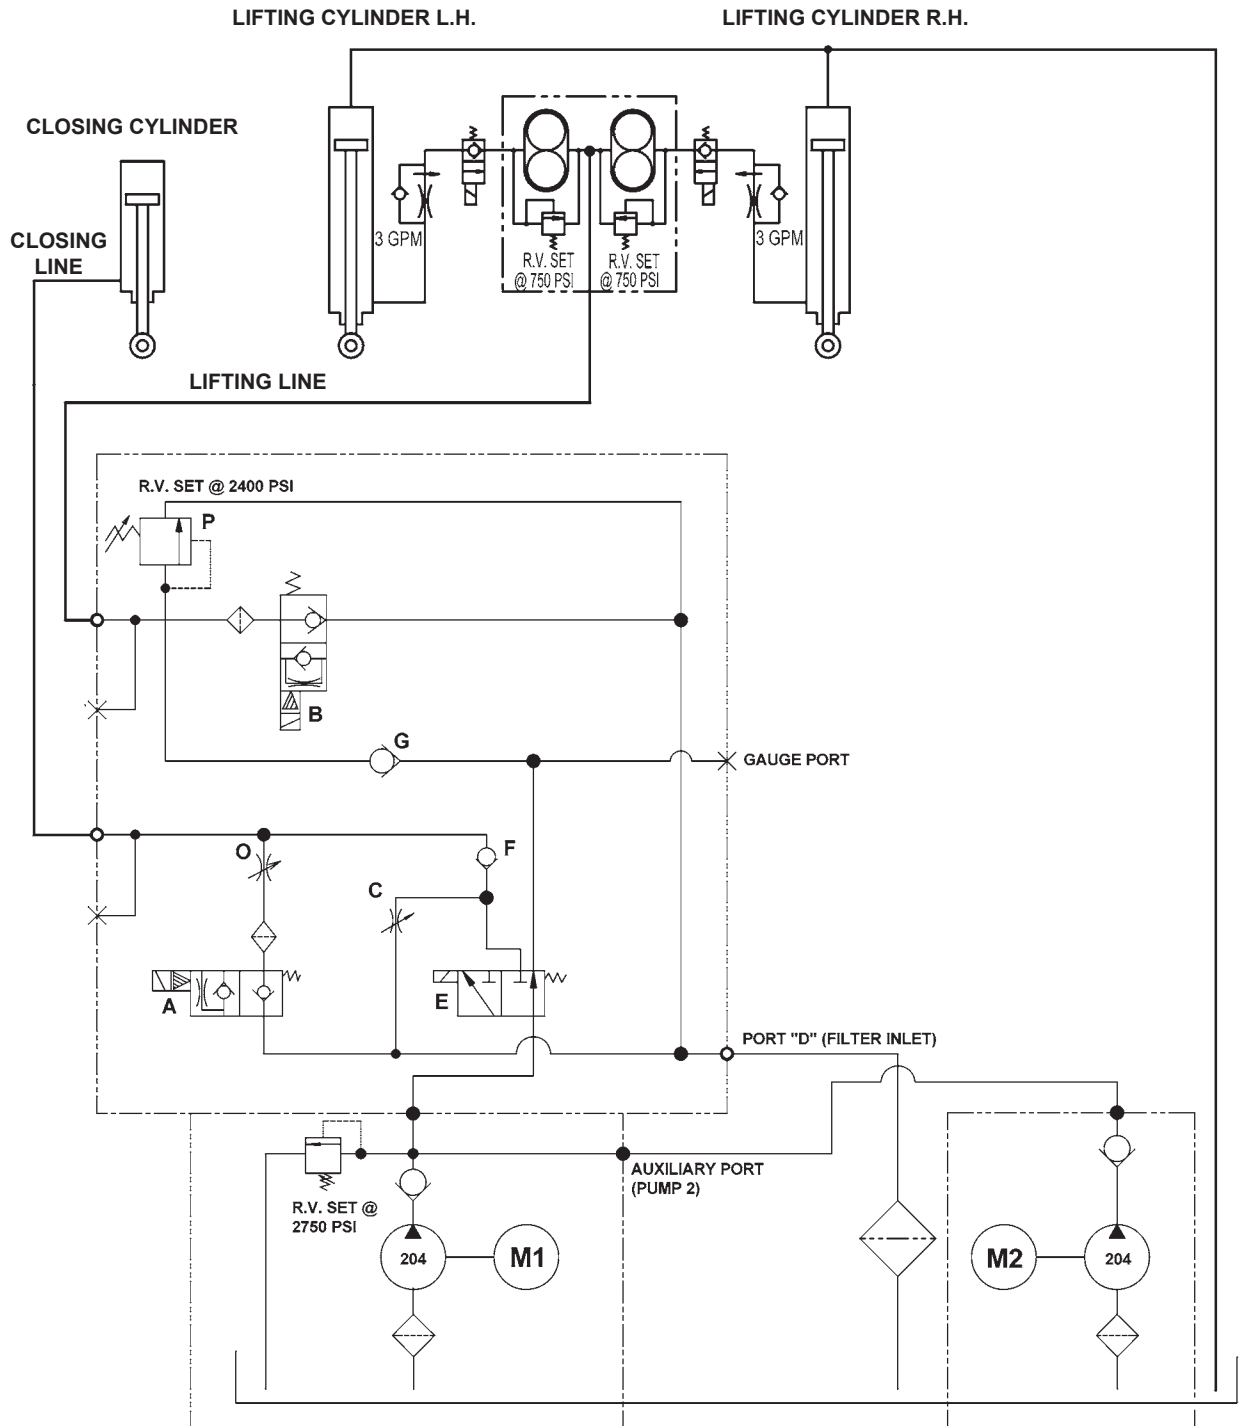 LIFTING CYLINDER L.H.
LIFTING CYLINDER R.H.
CLOSING CYLINDER
CLOSING
LINE
3 GPM
R.V. SET
@ 750 PSI
R.V. SET
@ 750 PSI
3 GPM
LIFTING LINE
R.V. SET @ 2400 PSI
P
B
G
GAUGE PORT
O
F
C
A
E
PORT "D" (FILTER INLET)
AUXILIARY PORT
(PUMP 2)
R.V. SET @
2750 PSI
204
M1
M2
204